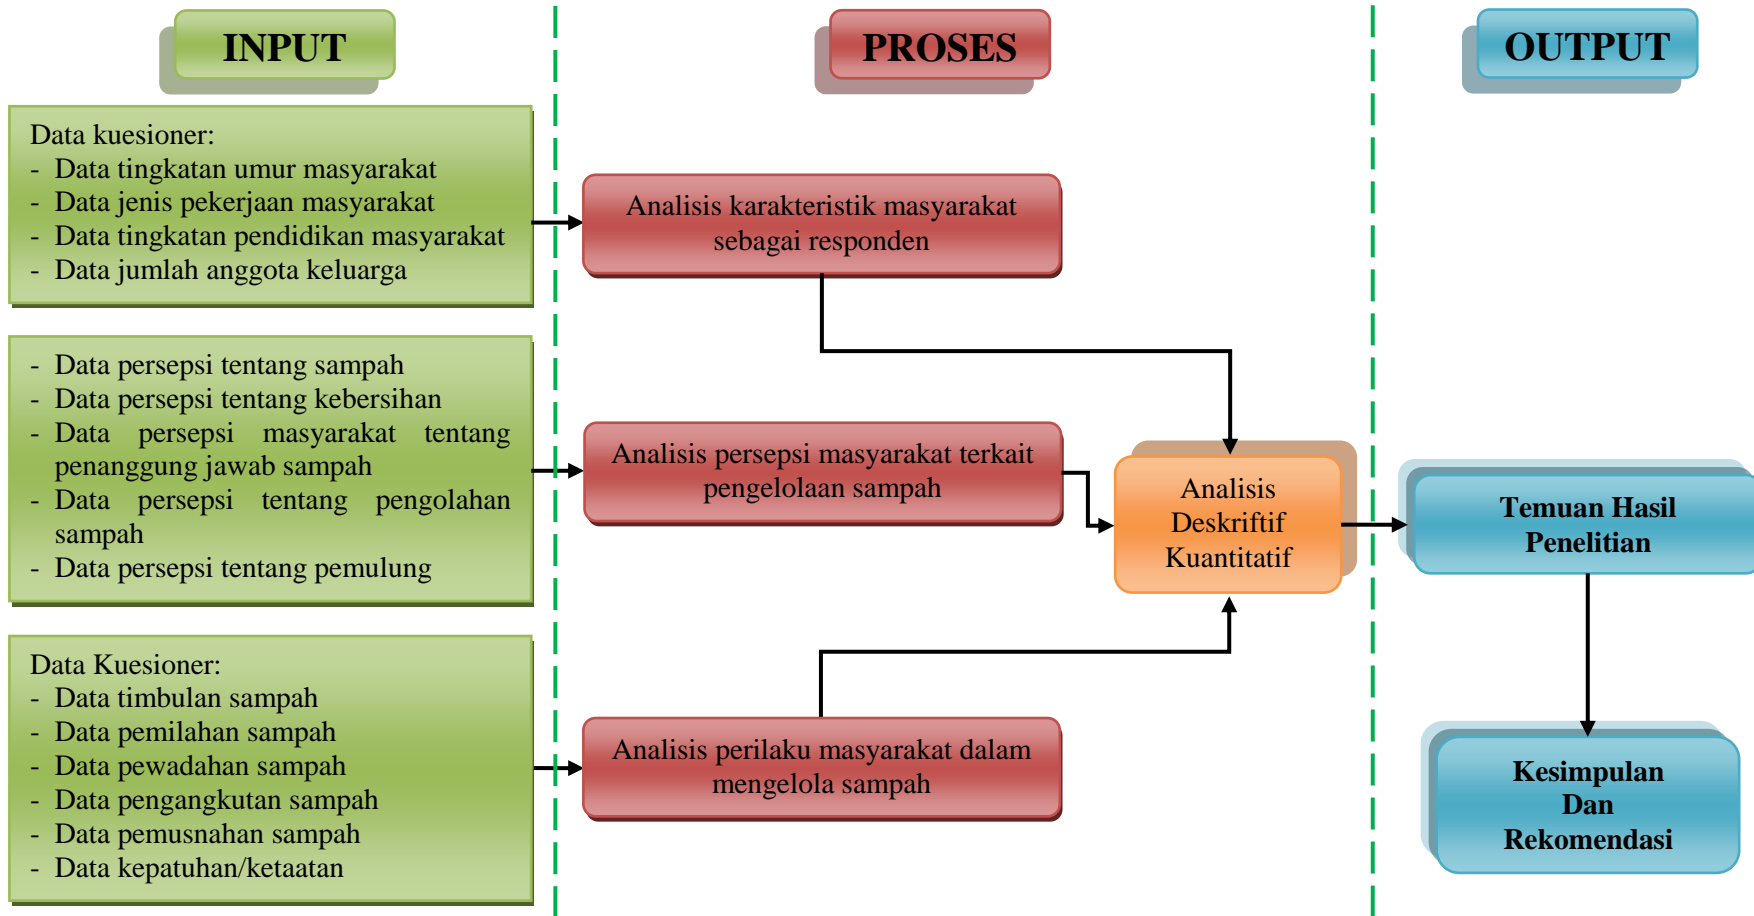 INPUT
PROSES
OUTPUT
Data kuesioner:
- Data tingkatan umur masyarakat
- Data jenis pekerjaan masyarakat
- Data tingkatan pendidikan masyarakat
- Data jumlah anggota keluarga
Analisis karakteristik masyarakat
sebagai responden
- Data persepsi tentang sampah
- Data persepsi tentang kebersihan
- Data persepsi masyarakat tentang
penanggung jawab sampah
- Data persepsi tentang pengolahan
sampah
- Data persepsi tentang pemulung
Analisis persepsi masyarakat terkait
pengelolaan sampah
Analisis
Deskriftif
Kuantitatif
Temuan Hasil
Penelitian
Data Kuesioner:
- Data timbulan sampah
- Data pemilahan sampah
- Data pewadahan sampah
- Data pengangkutan sampah
- Data pemusnahan sampah
- Data kepatuhan/ketaatan
Analisis perilaku masyarakat dalam
mengelola sampah
Kesimpulan
Dan
Rekomendasi